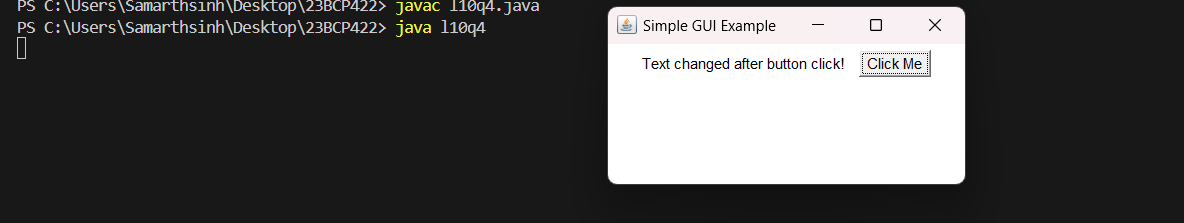 PS C:\Users\Samarthsinh\Desktop\23BCP422> javac l10q4.java
PS C:\Users\Samarthsinh\Desktop\23BCP422> java l10q4
Simple GUI Example
Text changed after button click! Click Me